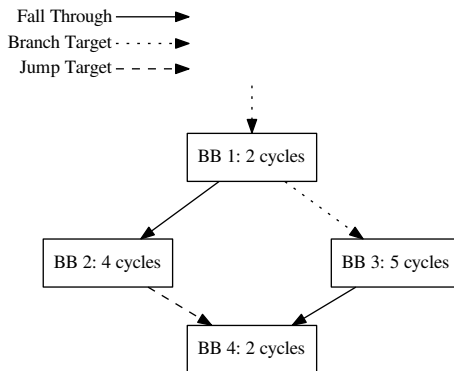 Fall Through
Branch Target
Jump Target
BB 1: 2 cycles
BB 2: 4 cycles
BB 3: 5 cycles
BB 4: 2 cycles